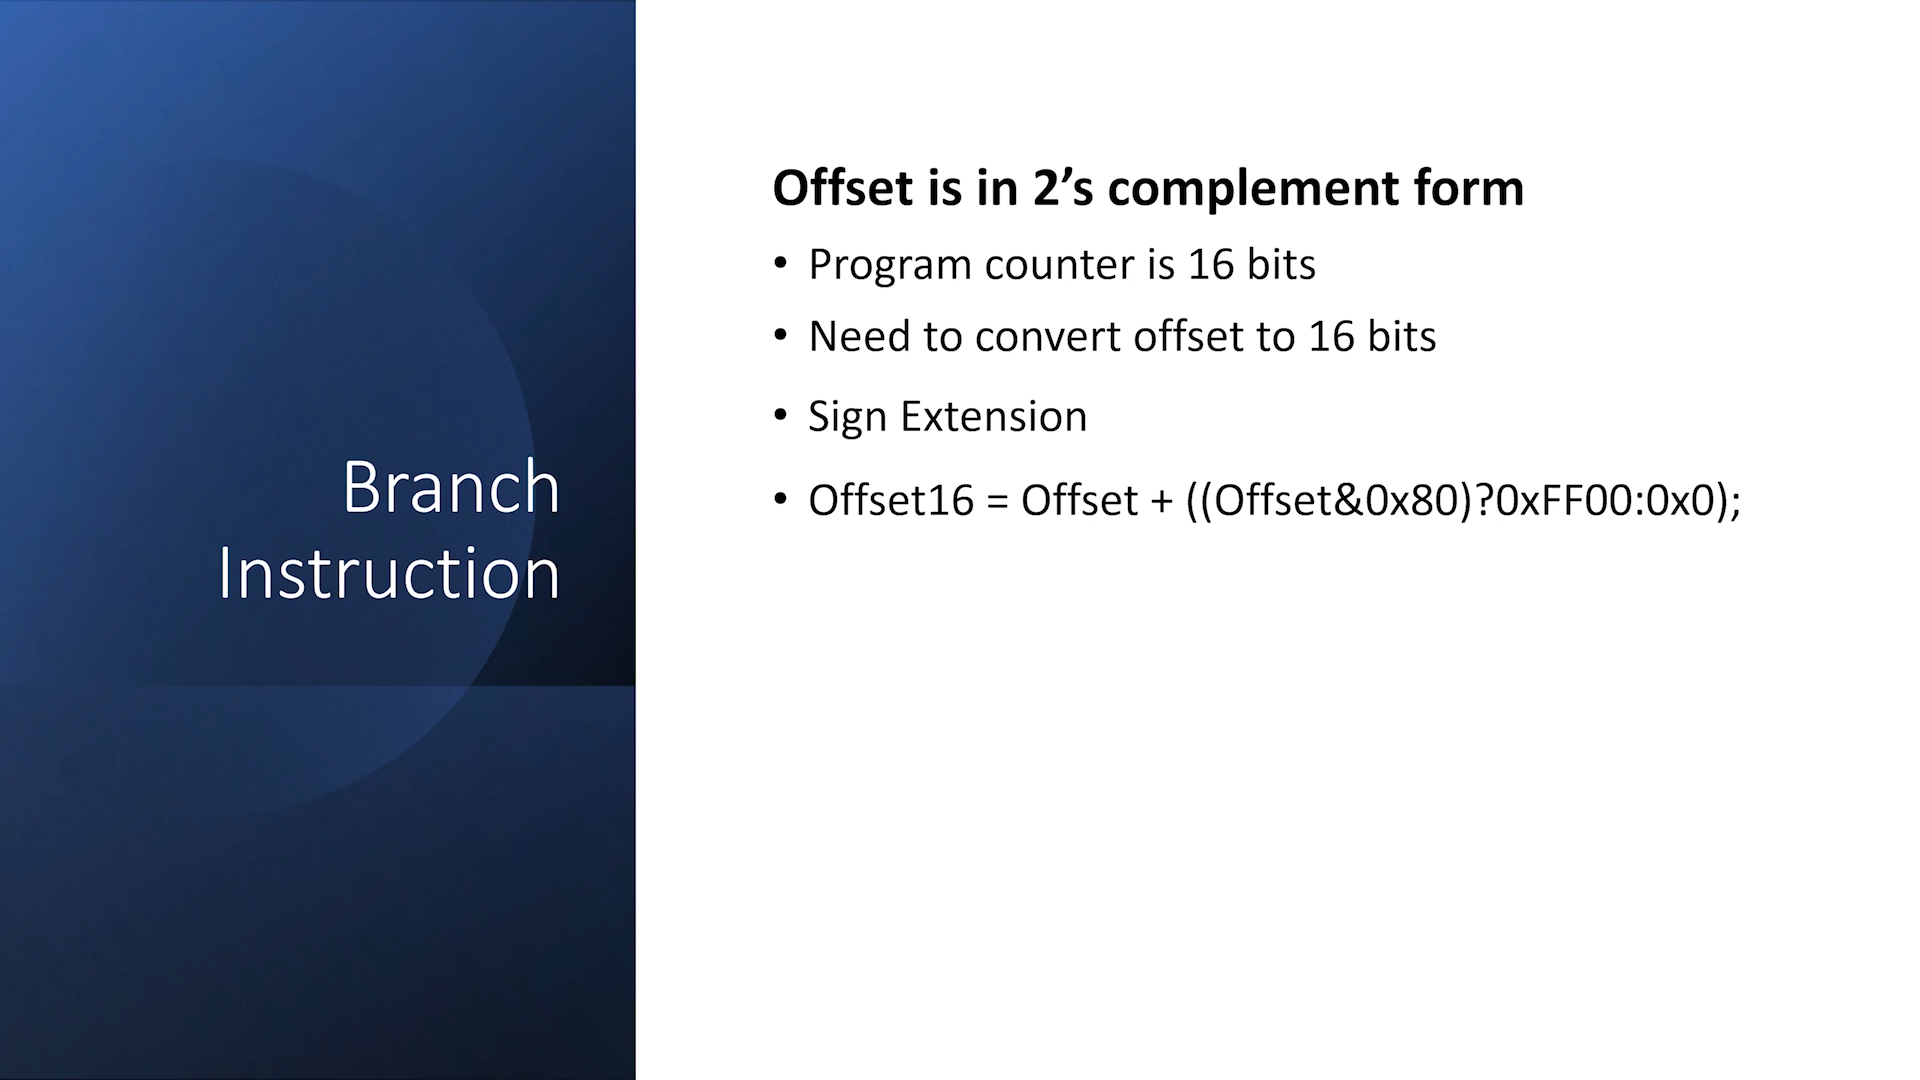 Branch
Instruction
Offset is in 2’s complement form
• Program counter is 16 bits
• Need to convert offset to 16 bits
• Sign Extension
• Offset16 = Offset + ((Offset&0x80)?0xFF00:0x0);